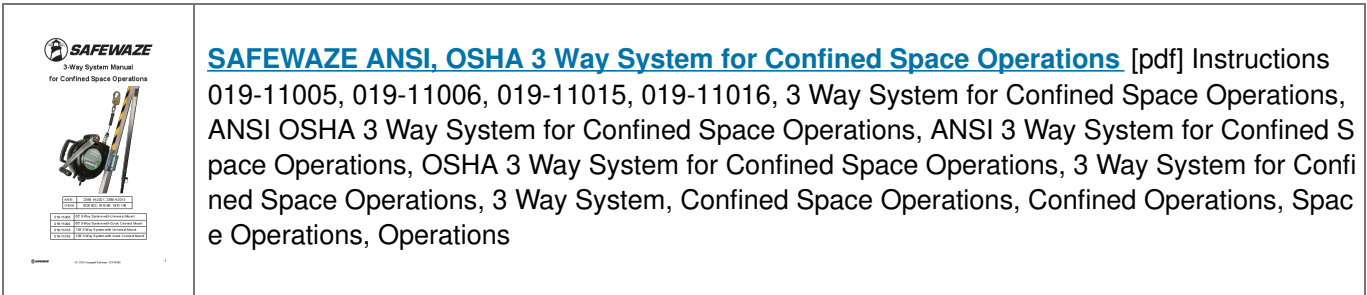 SAFEWAZE
3-Way System Manual
for Confined Space Operations
SAFEWAZE ANSI, OSHA 3 Way System for Confined Space Operations [pdf] Instructions
019-11005, 019-11006, 019-11015, 019-11016, 3 Way System for Confined Space Operations,
ANSI OSHA 3 Way System for Confined Space Operations, ANSI 3 Way System for Confined S
pace Operations, OSHA 3 Way System for Confined Space Operations, 3 Way System for Confi
ned Space Operations, 3 Way System, Confined Space Operations, Confined Operations, Spac
e Operations, Operations